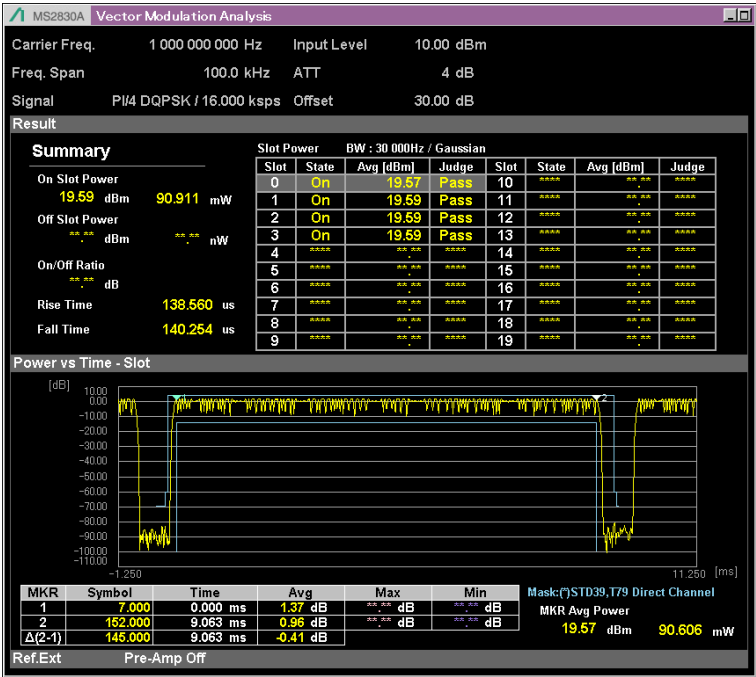 MS2830A Vector Modulation Analysis
Carrier Freq. 1 000 000 000 Hz Input Level 10.00 dBm
Freq. Span 100.0 kHz ATT 4 dB
Signal PI/4 DQPSK / 16.000 ksps Offset 30.00 dB
Result
Summary
On Slot Power
19.59 dBm 90.911 mW
Off Slot Power
**.** dBm **.** nW
On/Off Ratio
**.** dB
Rise Time 138.560 us
Fall Time 140.254 us
Slot Power BW : 30 000Hz / Gaussian
Slot State Avg [dBm] Judge Slot State Avg [dBm] Judge
0 On 19.57 Pass 10 **** **.** ****
1 On 19.59 Pass 11 **** **.** ****
2 On 19.59 Pass 12 **** **.** ****
3 On 19.59 Pass 13 **** **.** ****
4 **** **.** **** 14 **** **.** ****
5 **** **.** **** 15 **** **.** ****
6 **** **.** **** 16 **** **.** ****
7 **** **.** **** 17 **** **.** ****
8 **** **.** **** 18 **** **.** ****
9 **** **.** **** 19 **** **.** ****
Power vs Time - Slot
[dB]
10.00
0.00
-10.00
-20.00
-30.00
-40.00
-50.00
-60.00
-70.00
-80.00
-90.00
-100.00
-110.00
1
2
-1.250 11.250 [ms]
MKR Symbol Time Avg Max Min
1 7.000 0.000 ms 1.37 dB **.** dB **.** dB
2 152.000 9.063 ms 0.96 dB **.** dB **.** dB
Δ(2-1) 145.000 9.063 ms -0.41 dB
Mask:(*)STD39,T79 Direct Channel
MKR Avg Power
19.57 dBm 90.606 mW
Ref.Ext Pre-Amp Off